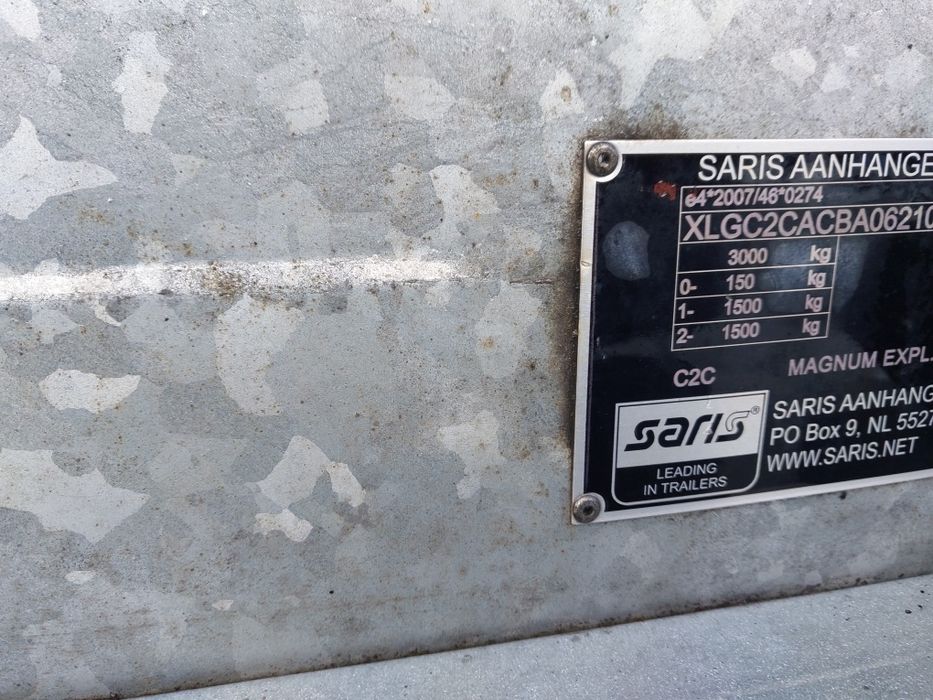 SARIS AANHANGE
e4*2007/46*0274
XLGC2CACBA06210
3000 kg
0- 150 kg
1- 1500 kg
2- 1500 kg
C2C MAGNUM EXPL.
saris®
LEADING
IN TRAILERS
SARIS AANHANG
PO Box 9, NL 5527
WWW.SARIS.NET